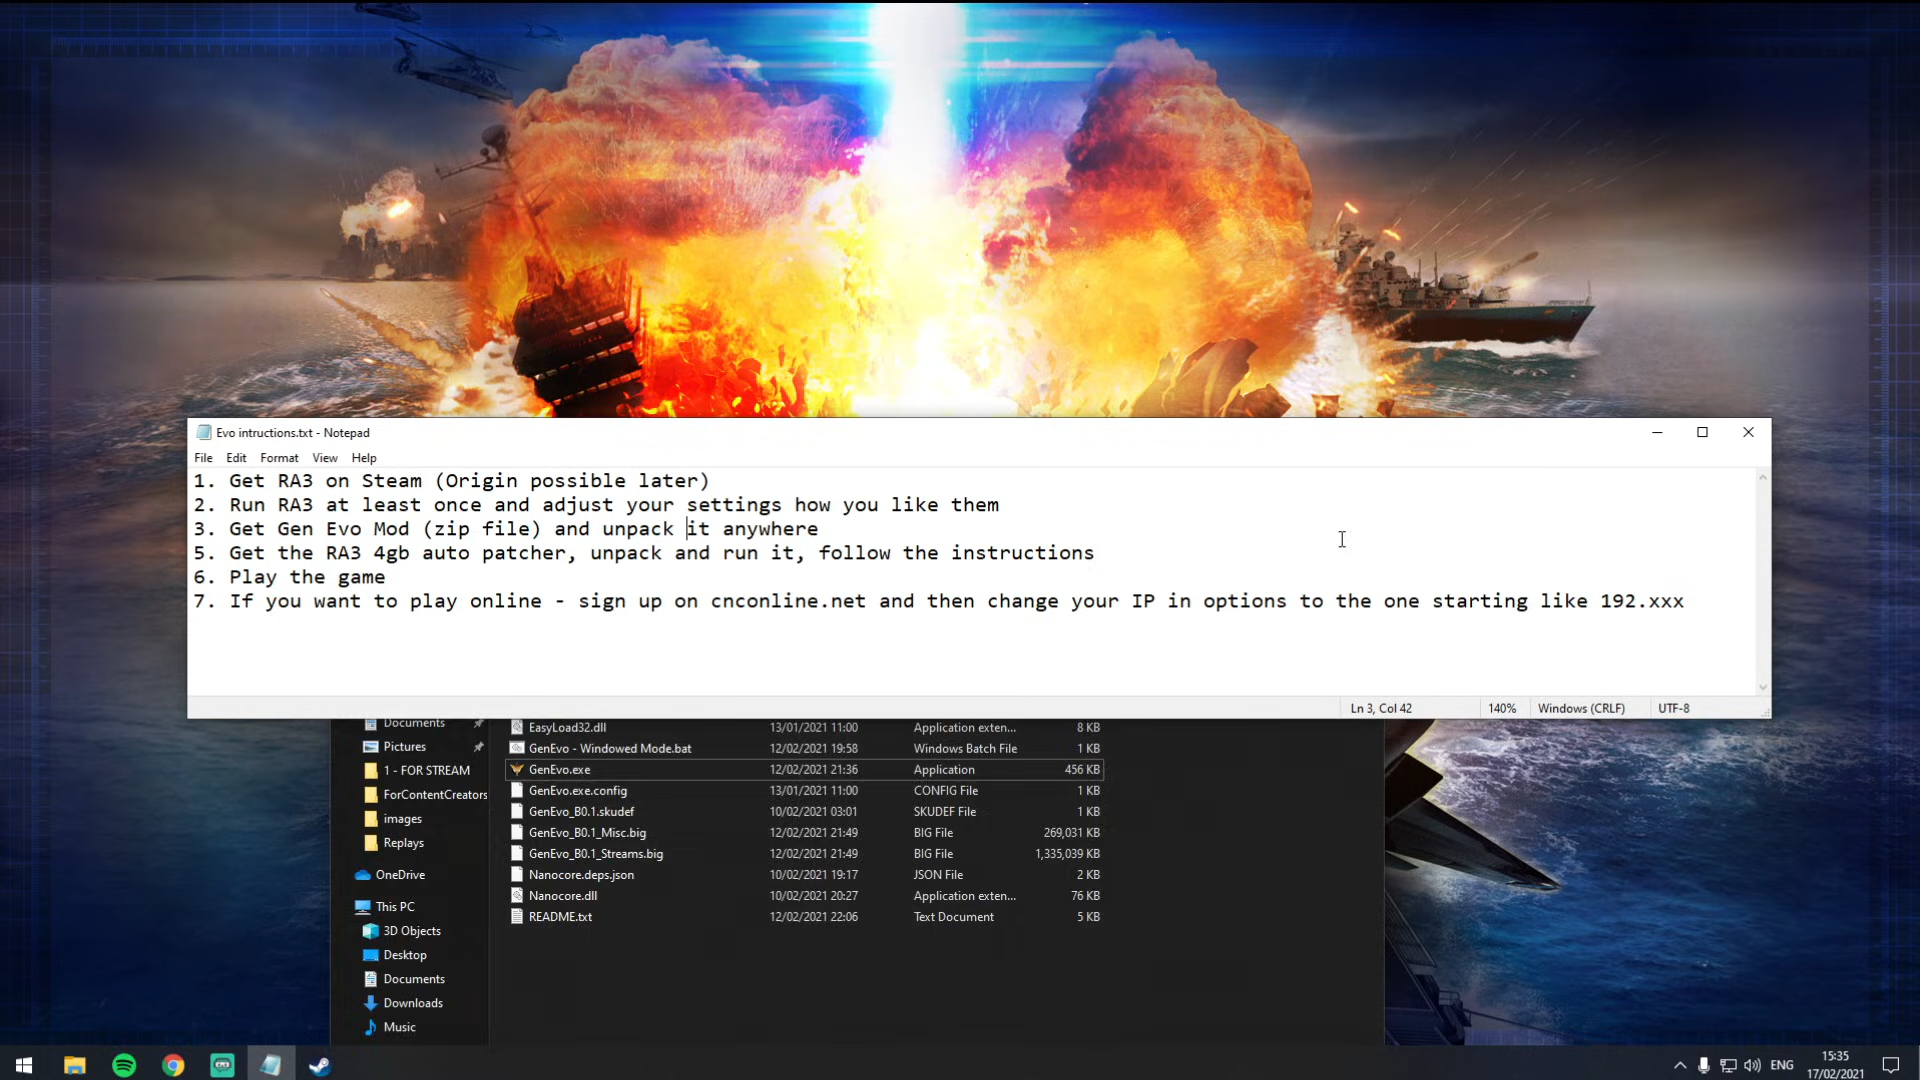 Evo intructions.txt - Notepad
File Edit Format View Help
1. Get RA3 on Steam (Origin possible later)
2. Run RA3 at least once and adjust your settings how you like them
3. Get Gen Evo Mod (zip file) and unpack it anywhere
5. Get the RA3 4gb auto patcher, unpack and run it, follow the instructions
6. Play the game
7. If you want to play online - sign up on cnconline.net and then change your IP in options to the one starting like 192.xxx
Ln 3, Col 42 140% Windows (CRLF) UTF-8
Documents
Pictures
1 - FOR STREAM
ForContentCreators
images
Replays
OneDrive
This PC
3D Objects
Desktop
Documents
Downloads
Music
EasyLoad32.dll 13/01/2021 11:00 Application exten... 8 KB
GenEvo - Windowed Mode.bat 12/02/2021 19:58 Windows Batch File 1 KB
GenEvo.exe 12/02/2021 21:36 Application 456 KB
GenEvo.exe.config 13/01/2021 11:00 CONFIG File 1 KB
GenEvo_B0.1.skudef 10/02/2021 03:01 SKUDEF File 1 KB
GenEvo_B0.1_Misc.big 12/02/2021 21:49 BIG File 269,031 KB
GenEvo_B0.1_Streams.big 12/02/2021 21:49 BIG File 1,335,039 KB
Nanocore.deps.json 10/02/2021 19:17 JSON File 2 KB
Nanocore.dll 10/02/2021 20:27 Application exten... 76 KB
README.txt 12/02/2021 22:06 Text Document 5 KB
ENG
15:35
17/02/2021